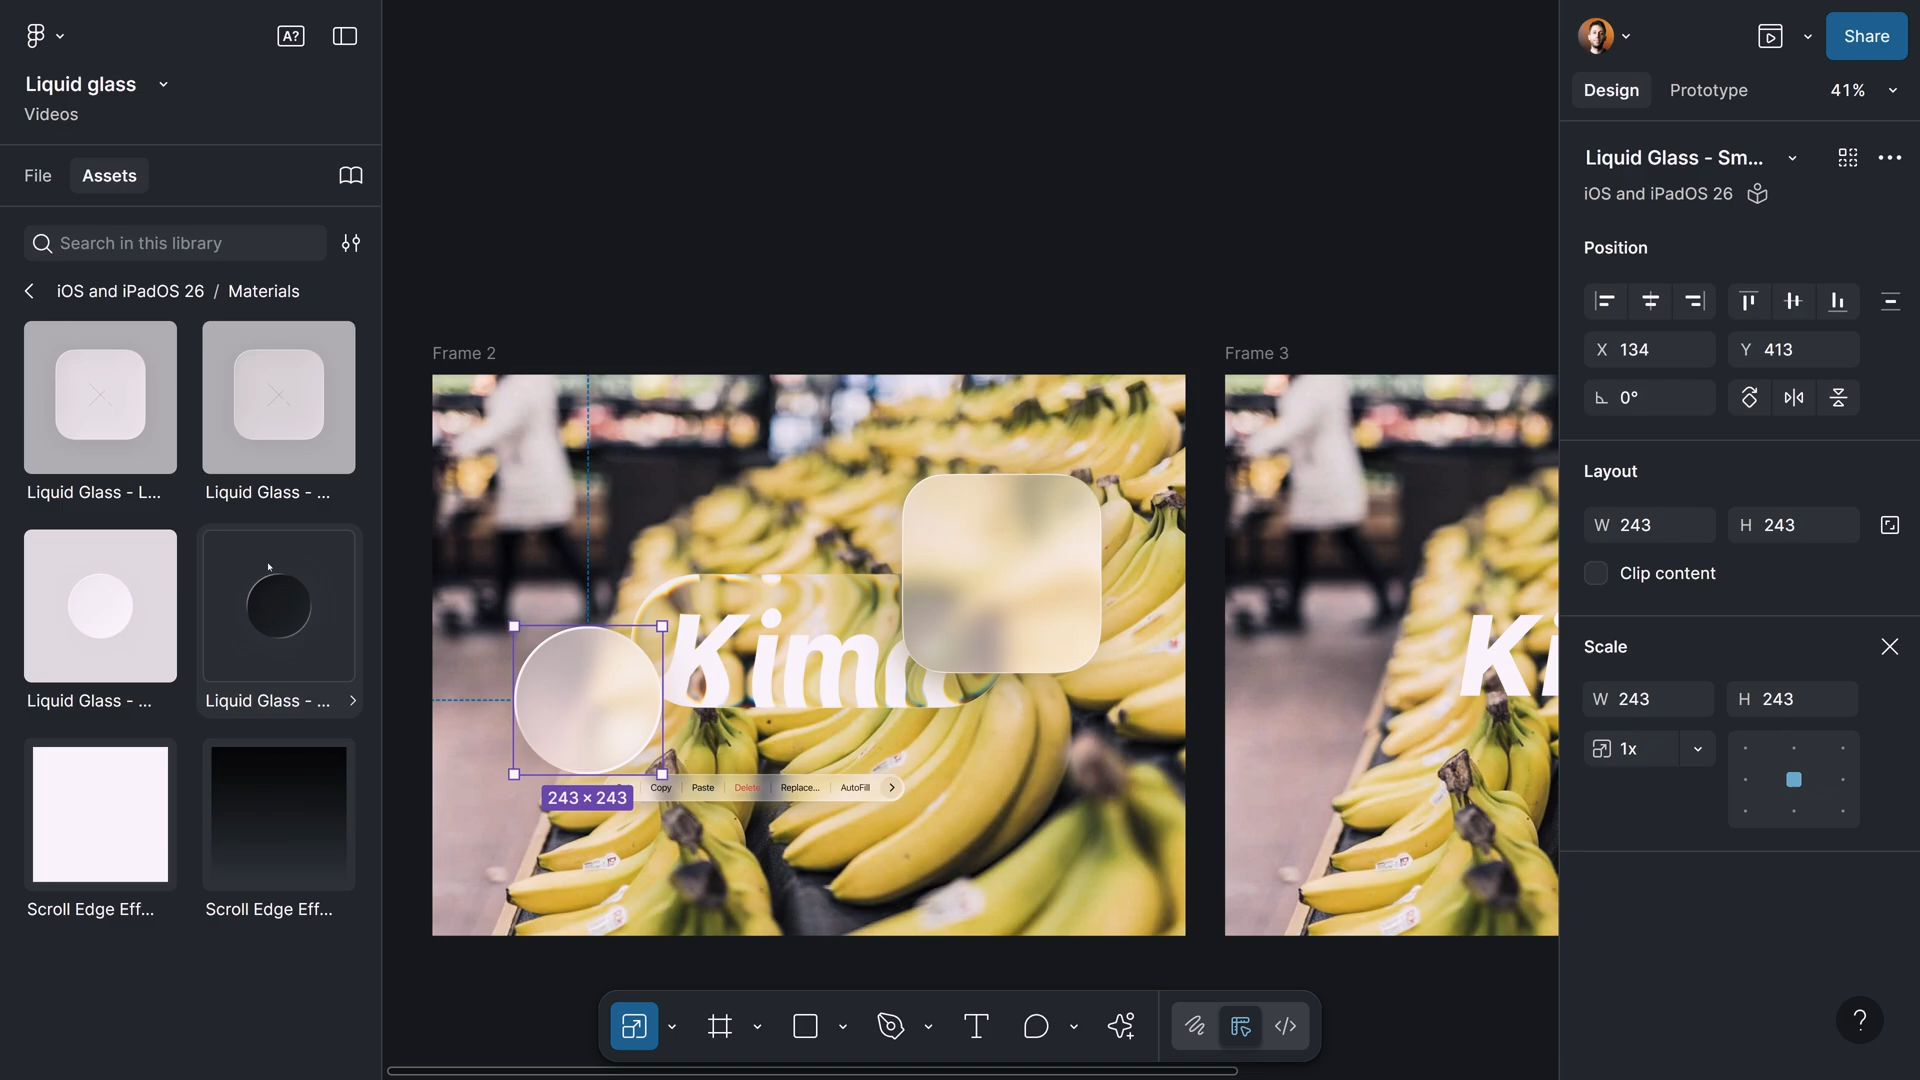 A?
Liquid glass
Videos
File
Assets
Search in this library
iOS and iPadOS 26 / Materials
Liquid Glass - L...
Liquid Glass - ...
Liquid Glass - ...
Liquid Glass - ...
Scroll Edge Eff...
Scroll Edge Eff...
Frame 2
Frame 3
Kim
Ki
Copy
Paste
Delete
Replace...
AutoFill
243 × 243
Share
Design
Prototype
41%
Liquid Glass - Sm...
iOS and iPadOS 26
Position
X 134
Y 413
0°
Layout
W 243
H 243
Clip content
Scale
W 243
H 243
1x
?